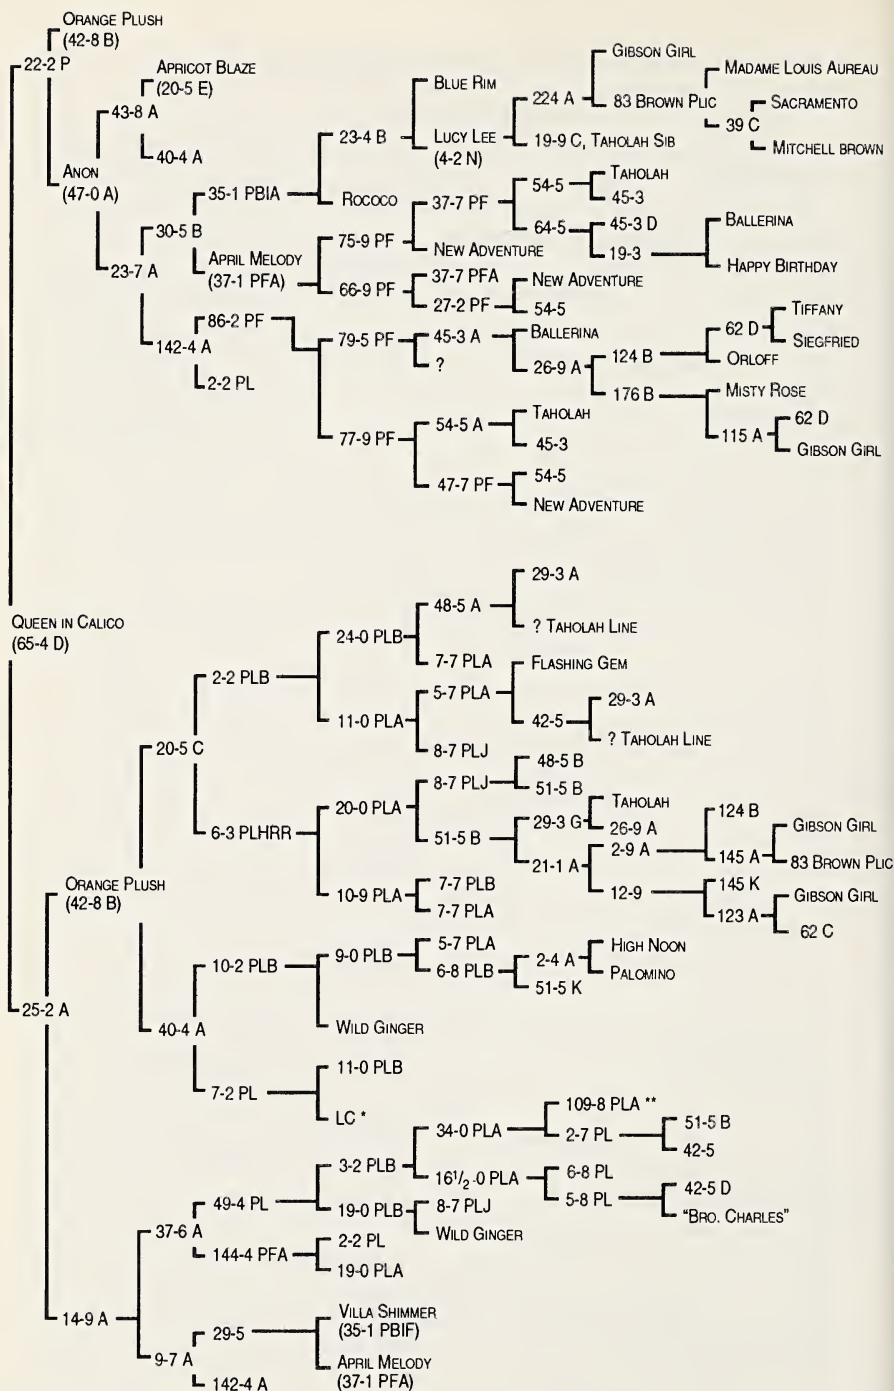 ORANGE PLUSH
(42-8 B)
22-2 P
APRICOT BLAZE
(20-5 E)
43-8 A
40-4 A
ANON
(47-0 A)
23-7 A
30-5 B
35-1 PBIA
23-4 B
BLUE RIM
LUCY LEE
(4-2 N)
224 A
GIBSON GIRL
83 BROWN PLIC
MADAME LOUIS AUREAU
39 C
SACRAMENTO
MITCHELL BROWN
19-9 C, TAHOLAH SIB
ROCOCO
APRIL MELODY
(37-1 PFA)
75-9 PF
37-7 PF
54-5
TAHOLAH
45-3
64-5
45-3 D
19-3
BALLERINA
HAPPY BIRTHDAY
NEW ADVENTURE
66-9 PF
37-7 PFA
27-2 PF
NEW ADVENTURE
54-5
142-4 A
86-2 PF
79-5 PF
45-3 A
BALLERINA
26-9 A
124 B
62 D
TIFFANY
SIEGFRIED
ORLOFF
176 B
MISTY ROSE
115 A
62 D
GIBSON GIRL
?
77-9 PF
54-5 A
TAHOLAH
45-3
47-7 PF
54-5
NEW ADVENTURE
2-2 PL
QUEEN IN CALICO
(65-4 D)
25-2 A
ORANGE PLUSH
(42-8 B)
20-5 C
2-2 PLB
24-0 PLB
48-5 A
29-3 A
? TAHOLAH LINE
7-7 PLA
11-0 PLA
5-7 PLA
FLASHING GEM
42-5
29-3 A
? TAHOLAH LINE
8-7 PLJ
6-3 PLHRR
20-0 PLA
8-7 PLJ
48-5 B
51-5 B
51-5 B
29-3 G
TAHOLAH
26-9 A
21-1 A
2-9 A
124 B
145 A
GIBSON GIRL
83 BROWN PLIC
12-9
145 K
123 A
GIBSON GIRL
62 C
10-9 PLA
7-7 PLB
7-7 PLA
40-4 A
10-2 PLB
9-0 PLB
5-7 PLA
6-8 PLB
2-4 A
HIGH NOON
PALOMINO
51-5 K
WILD GINGER
7-2 PL
11-0 PLB
LC *
14-9 A
37-6 A
49-4 PL
3-2 PLB
34-0 PLA
109-8 PLA **
2-7 PL
51-5 B
42-5
16 1/2 -0 PLA
6-8 PL
5-8 PL
42-5 D
"BRO. CHARLES"
19-0 PLB
8-7 PLJ
WILD GINGER
144-4 PFA
2-2 PL
19-0 PLA
9-7 A
29-5
VILLA SHIMMER
(35-1 PBIF)
APRIL MELODY
(37-1 PFA)
142-4 A